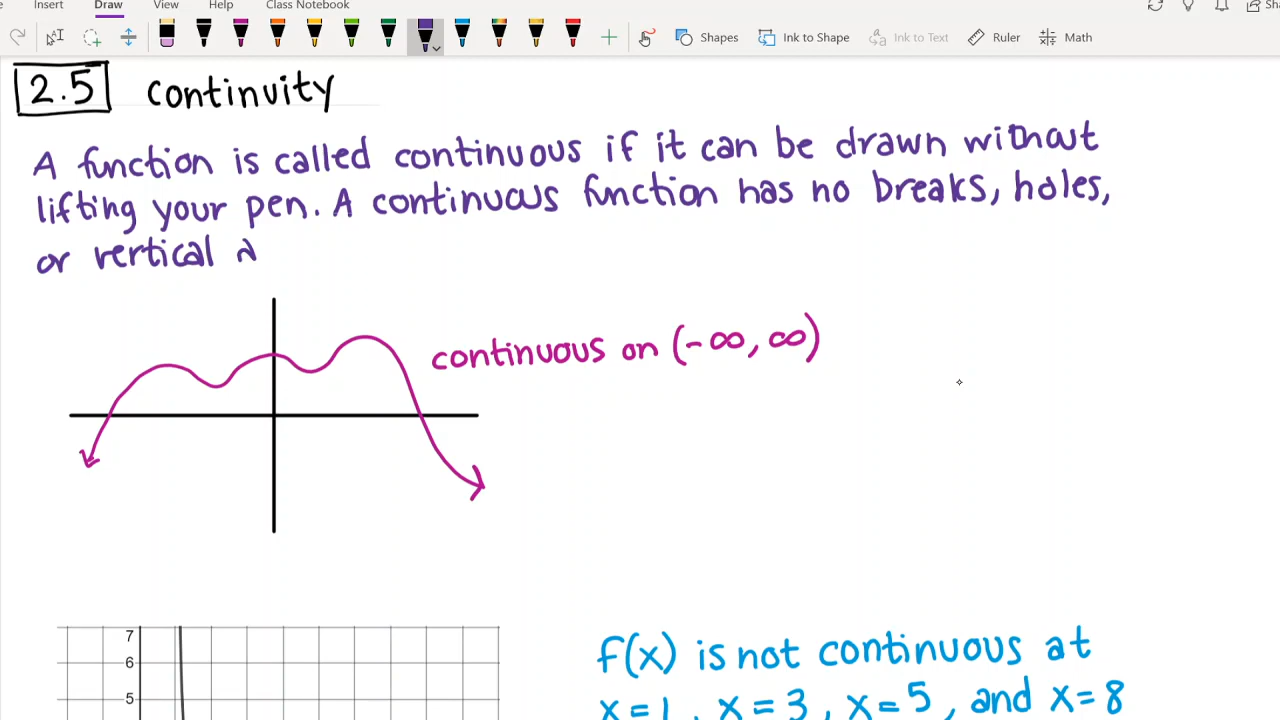 Insert Draw View Help Class Notebook
Shapes Ink to Shape Ink to Text Ruler Math
2.5 continuity
A function is called continuous if it can be drawn without
lifting your pen. A continuous function has no breaks, holes,
or vertical
continuous on (-∞, ∞)
7
6
5
f(x) is not continuous at
x=1, x=3, x=5, and x=8